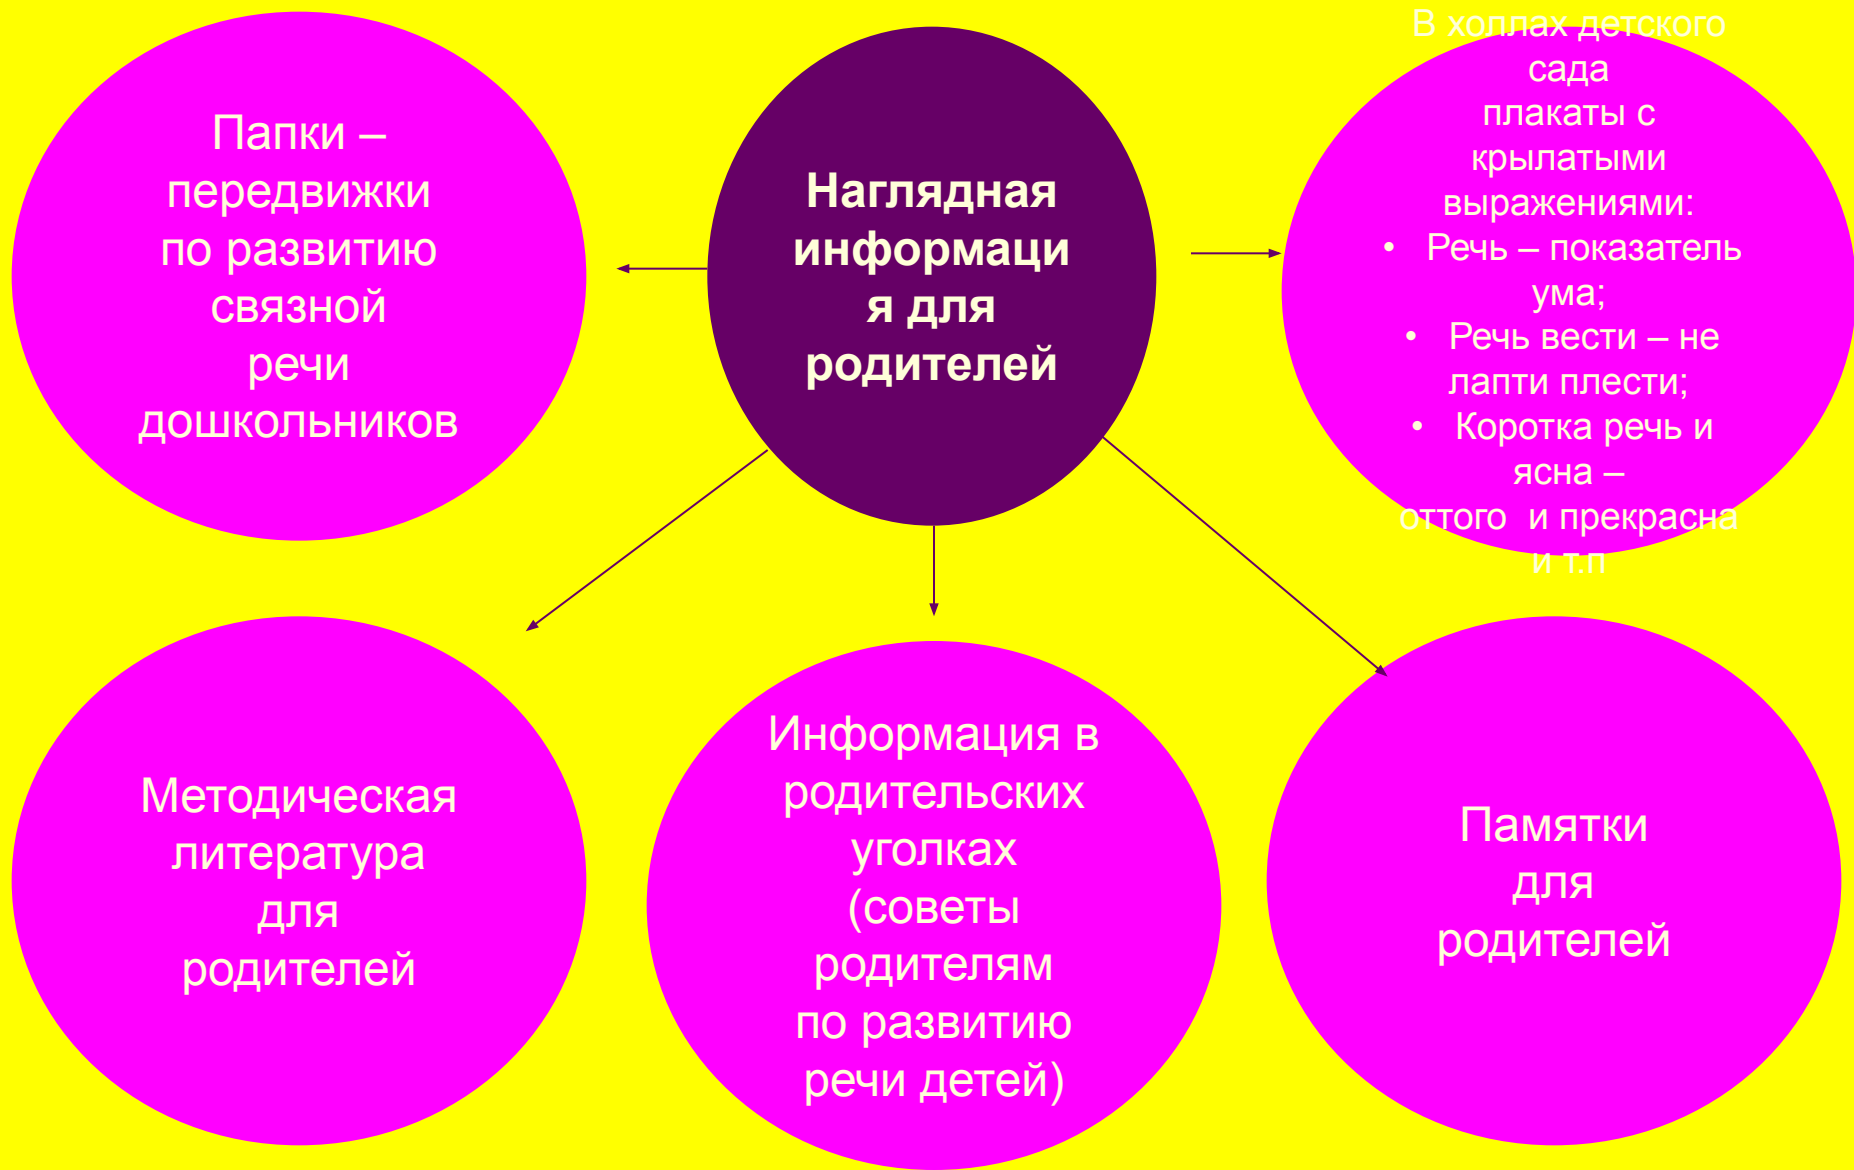 Папки –
передвижки
по развитию
связной
речи
дошкольников
Наглядная
информаци
я для
родителей
В холлах детского
сада
плакаты с
крылатыми
выражениями:
• Речь – показатель
ума;
• Речь вести – не
лапти плести;
• Коротка речь и
ясна –
оттого и прекрасна
и т.п
Методическая
литература
для
родителей
Информация в
родительских
уголках
(советы
родителям
по развитию
речи детей)
Памятки
для
родителей